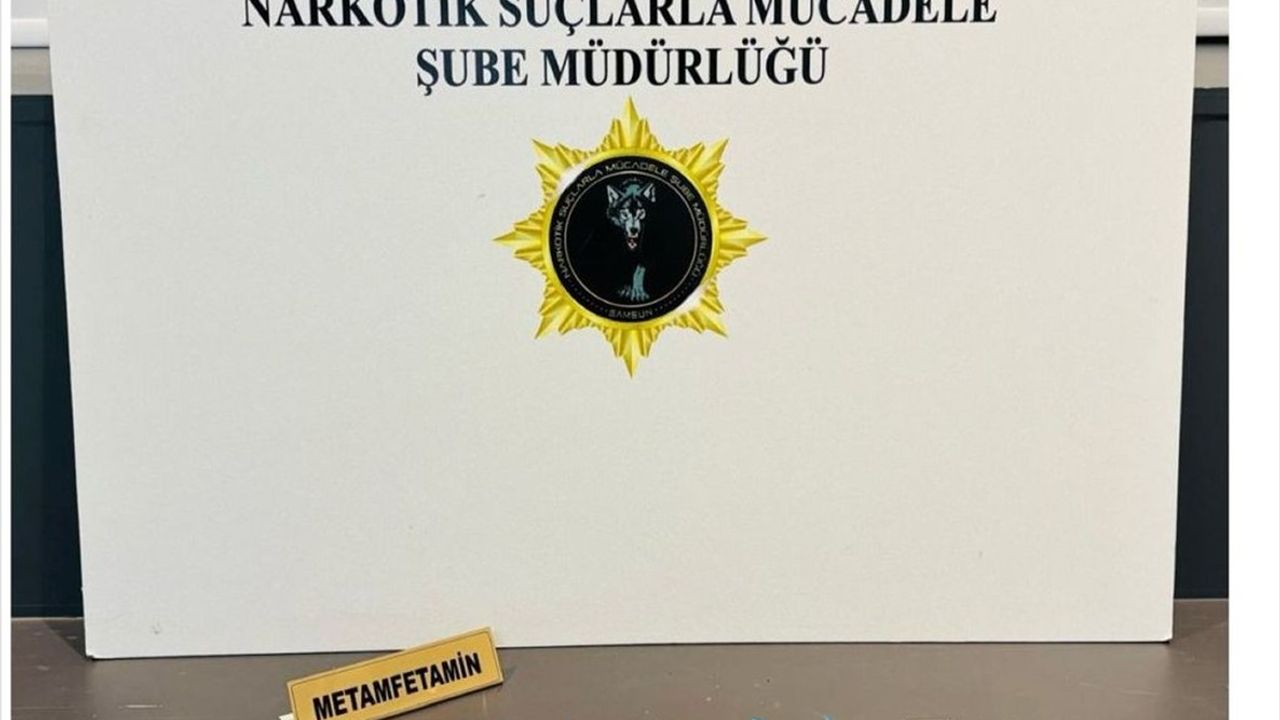 NARKOTİK SUÇLARLA MÜCADELE
ŞUBE MÜDÜRLÜĞÜ
NARKOTİK SUÇLARLA MÜCADELE ŞUBE MÜDÜRLÜĞÜ
SAMSUN
METAMFETAMİN